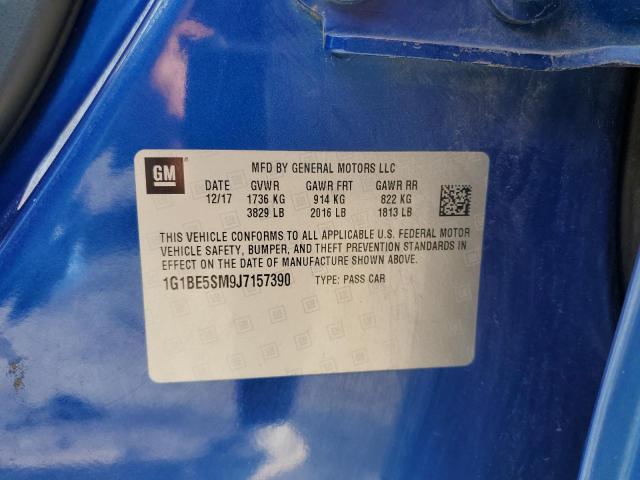 GM
MFD BY GENERAL MOTORS LLC
DATE GVWR GAWR FRT GAWR RR
12/17 1736 KG 914 KG 822 KG
3829 LB 2016 LB 1813 LB
THIS VEHICLE CONFORMS TO ALL APPLICABLE U.S. FEDERAL MOTOR
VEHICLE SAFETY, BUMPER, AND THEFT PREVENTION STANDARDS IN
EFFECT ON THE DATE OF MANUFACTURE SHOWN ABOVE.
1G1BE5SM9J7157390 TYPE: PASS CAR